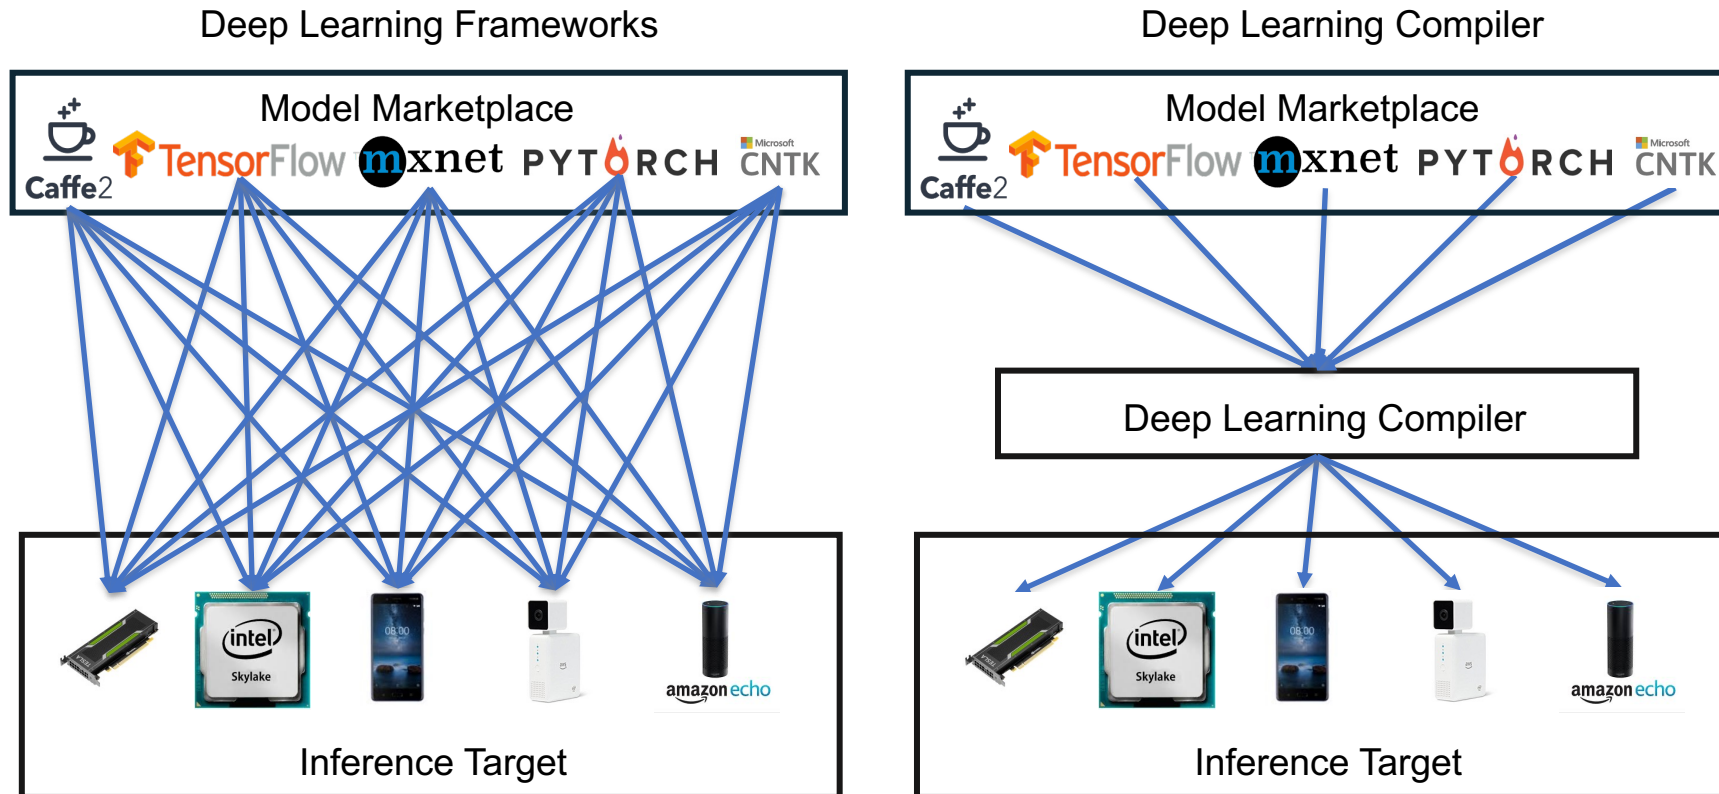 Deep Learning Frameworks
Model Marketplace
Caffe2
TensorFlow
mxnet
PYTORCH
Microsoft
CNTK
TESLA
intel
Skylake
08:00
amazon echo
Inference Target
Deep Learning Compiler
Model Marketplace
Caffe2
TensorFlow
mxnet
PYTORCH
Microsoft
CNTK
Deep Learning Compiler
TESLA
intel
Skylake
08:00
amazon echo
Inference Target